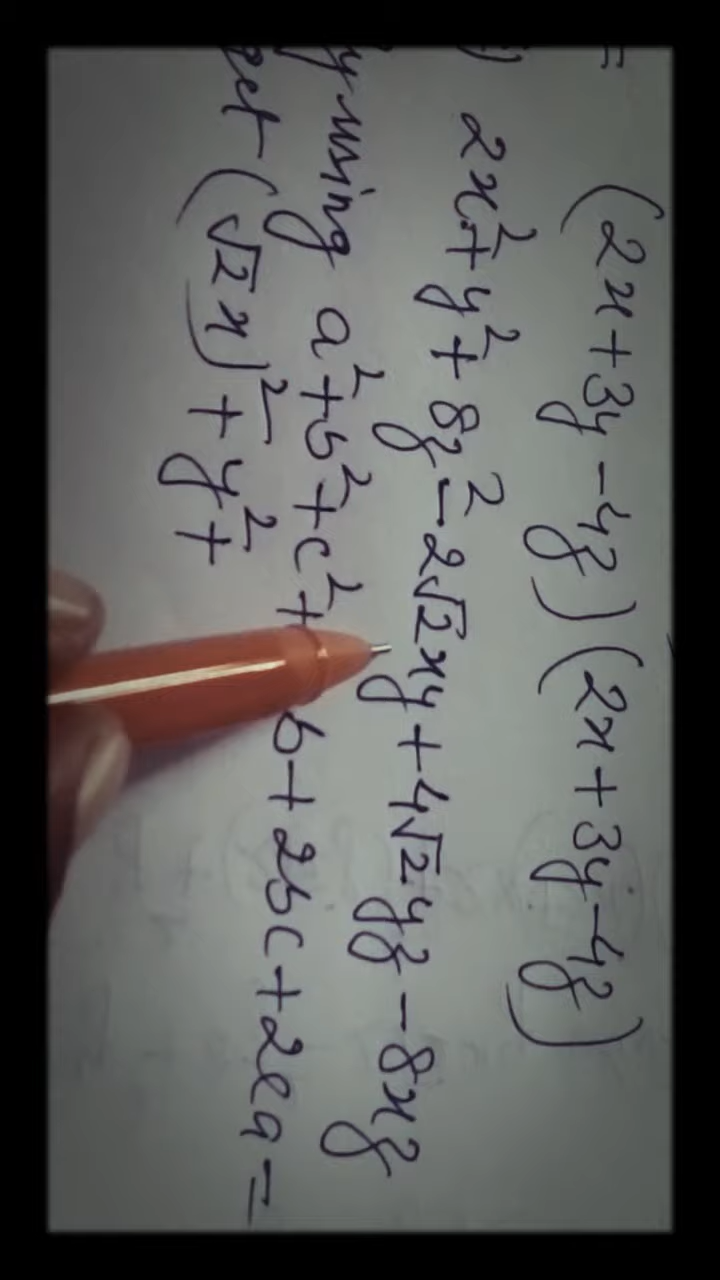 =
(2x+3y-4z)(2x+3y-4z)
) 2x²+y²+8z²-2√2xy+4√2yz-8xz
y using a²+b²+c²+ b+2bc+2ca=
get (√2x)²+y²+